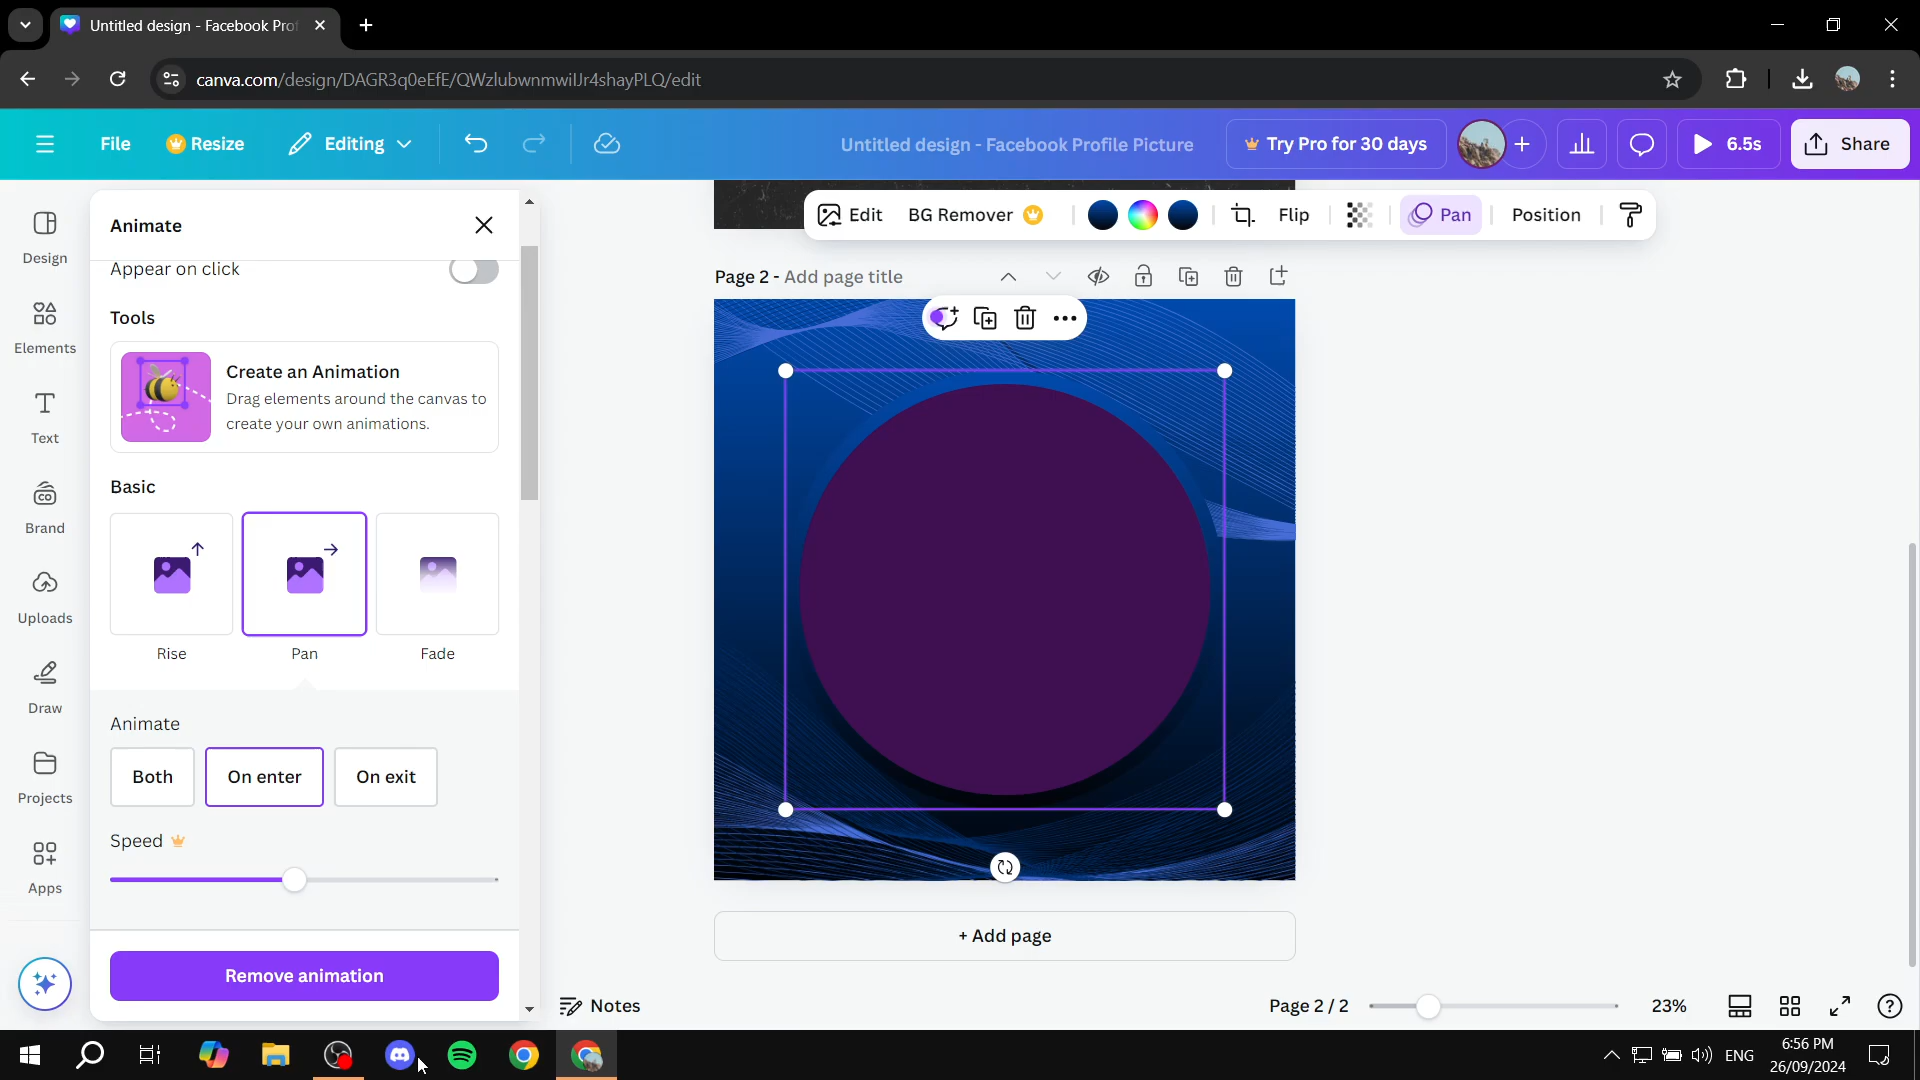 Untitled design - Facebook Prof
canva.com/design/DAGR3q0eEfE/QWzlubwnmwilJr4shayPLQ/edit
File
Resize
Editing
Untitled design - Facebook Profile Picture
Try Pro for 30 days
6.5s
Share
Design
Elements
Text
Brand
Uploads
Draw
Projects
Apps
Animate
Appear on click
Tools
Create an Animation
Drag elements around the canvas to
create your own animations.
Basic
Rise
Pan
Fade
Animate
Both
On enter
On exit
Speed
Remove animation
Edit
BG Remover
Flip
Pan
Position
Page 2 - Add page title
+ Add page
Notes
Page 2 / 2
23%
ENG
6:56 PM
26/09/2024